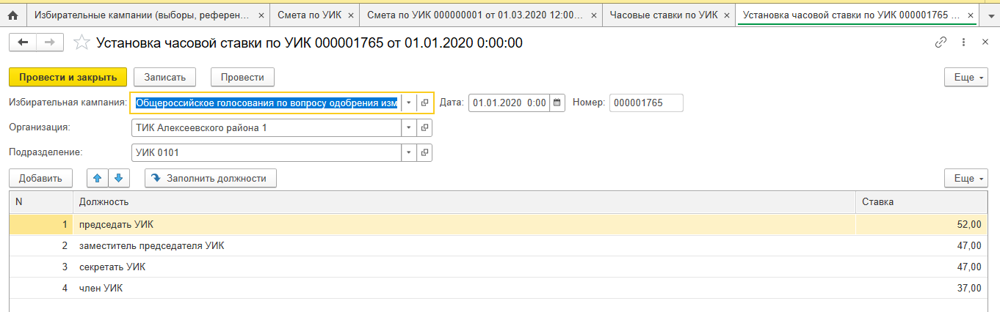 Избирательные кампании (выборы, референ... × Смета по УИК × Смета по УИК 000000001 от 01.03.2020 12:00... × Часовые ставки по УИК × Установка часовой ставки по УИК 000001765 ... ×
Установка часовой ставки по УИК 000001765 от 01.01.2020 0:00:00
Провести и закрыть Записать Провести Еще
Избирательная кампания: Общероссийское голосования по вопросу одобрения изм Дата: 01.01.2020 0:00 Номер: 000001765
Организация: ТИК Алексеевского района 1
Подразделение: УИК 0101
Добавить Заполнить должности Еще
N Должность Ставка
1 председать УИК 52,00
2 заместитель председателя УИК 47,00
3 секретать УИК 47,00
4 член УИК 37,00